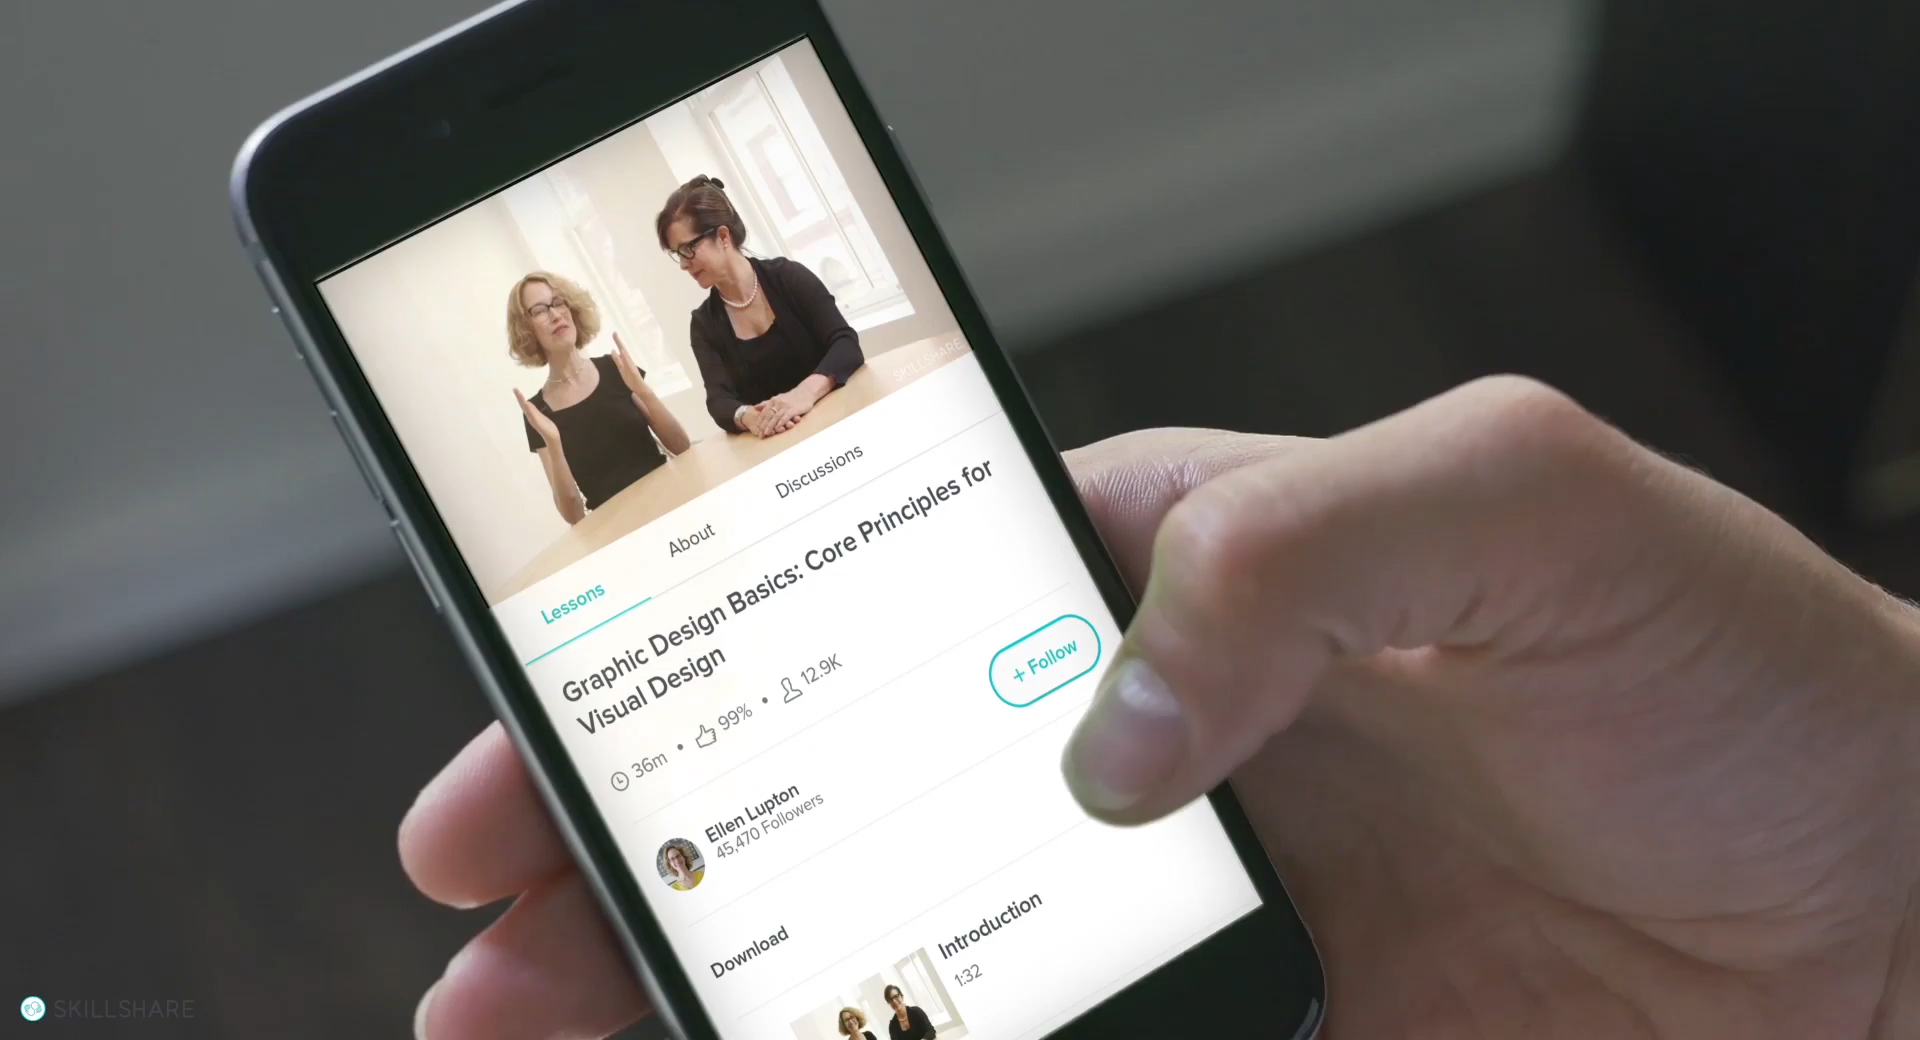 SKILLSHARE
Lessons
About
Discussions
Graphic Design Basics: Core Principles for
Visual Design
36m • 99% • 12.9K
Ellen Lupton
45,470 Followers
+ Follow
Download
Introduction
1:32
SKILLSHARE